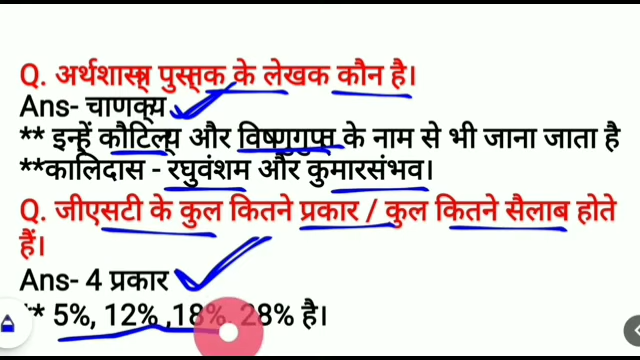 Q. अर्थशास्त्र पुस्तक के लेखक कौन है।
Ans- चाणक्य
** इन्हें कौटिल्य और विष्णुगुप्त के नाम से भी जाना जाता है
**कालिदास - रघुवंशम और कुमारसंभव।
Q. जीएसटी के कुल कितने प्रकार / कुल कितने सैलाब होते
हैं।
Ans- 4 प्रकार
** 5%, 12% ,18% 28% है।